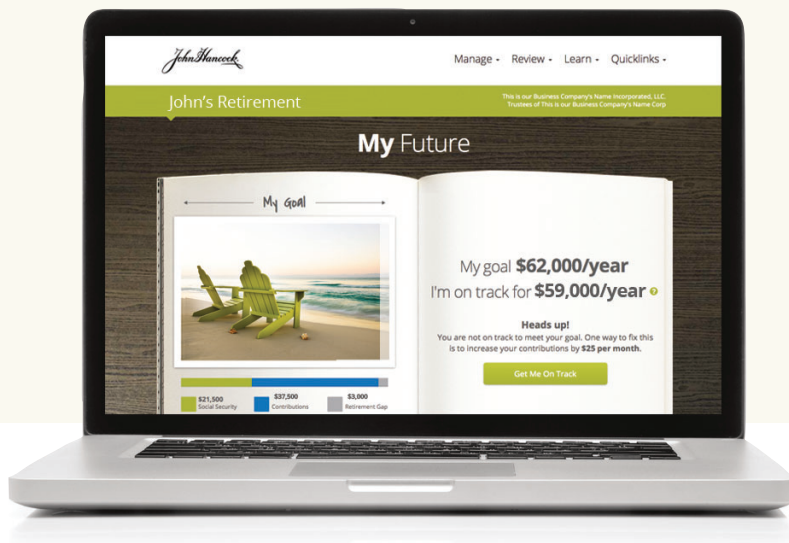 John Hancock
Manage - Review - Learn - Quicklinks -
John's Retirement
This is our Business Company's Name Incorporated, LLC.
Trustees of This is our Business Company's Name Corp
My Future
My Goal
My goal $62,000/year
I'm on track for $59,000/year ?
Heads up!
You are not on track to meet your goal. One way to fix this
is to increase your contributions by $25 per month.
Get Me On Track
$21,500
Social Security
$37,500
Contributions
$3,000
Retirement Gap